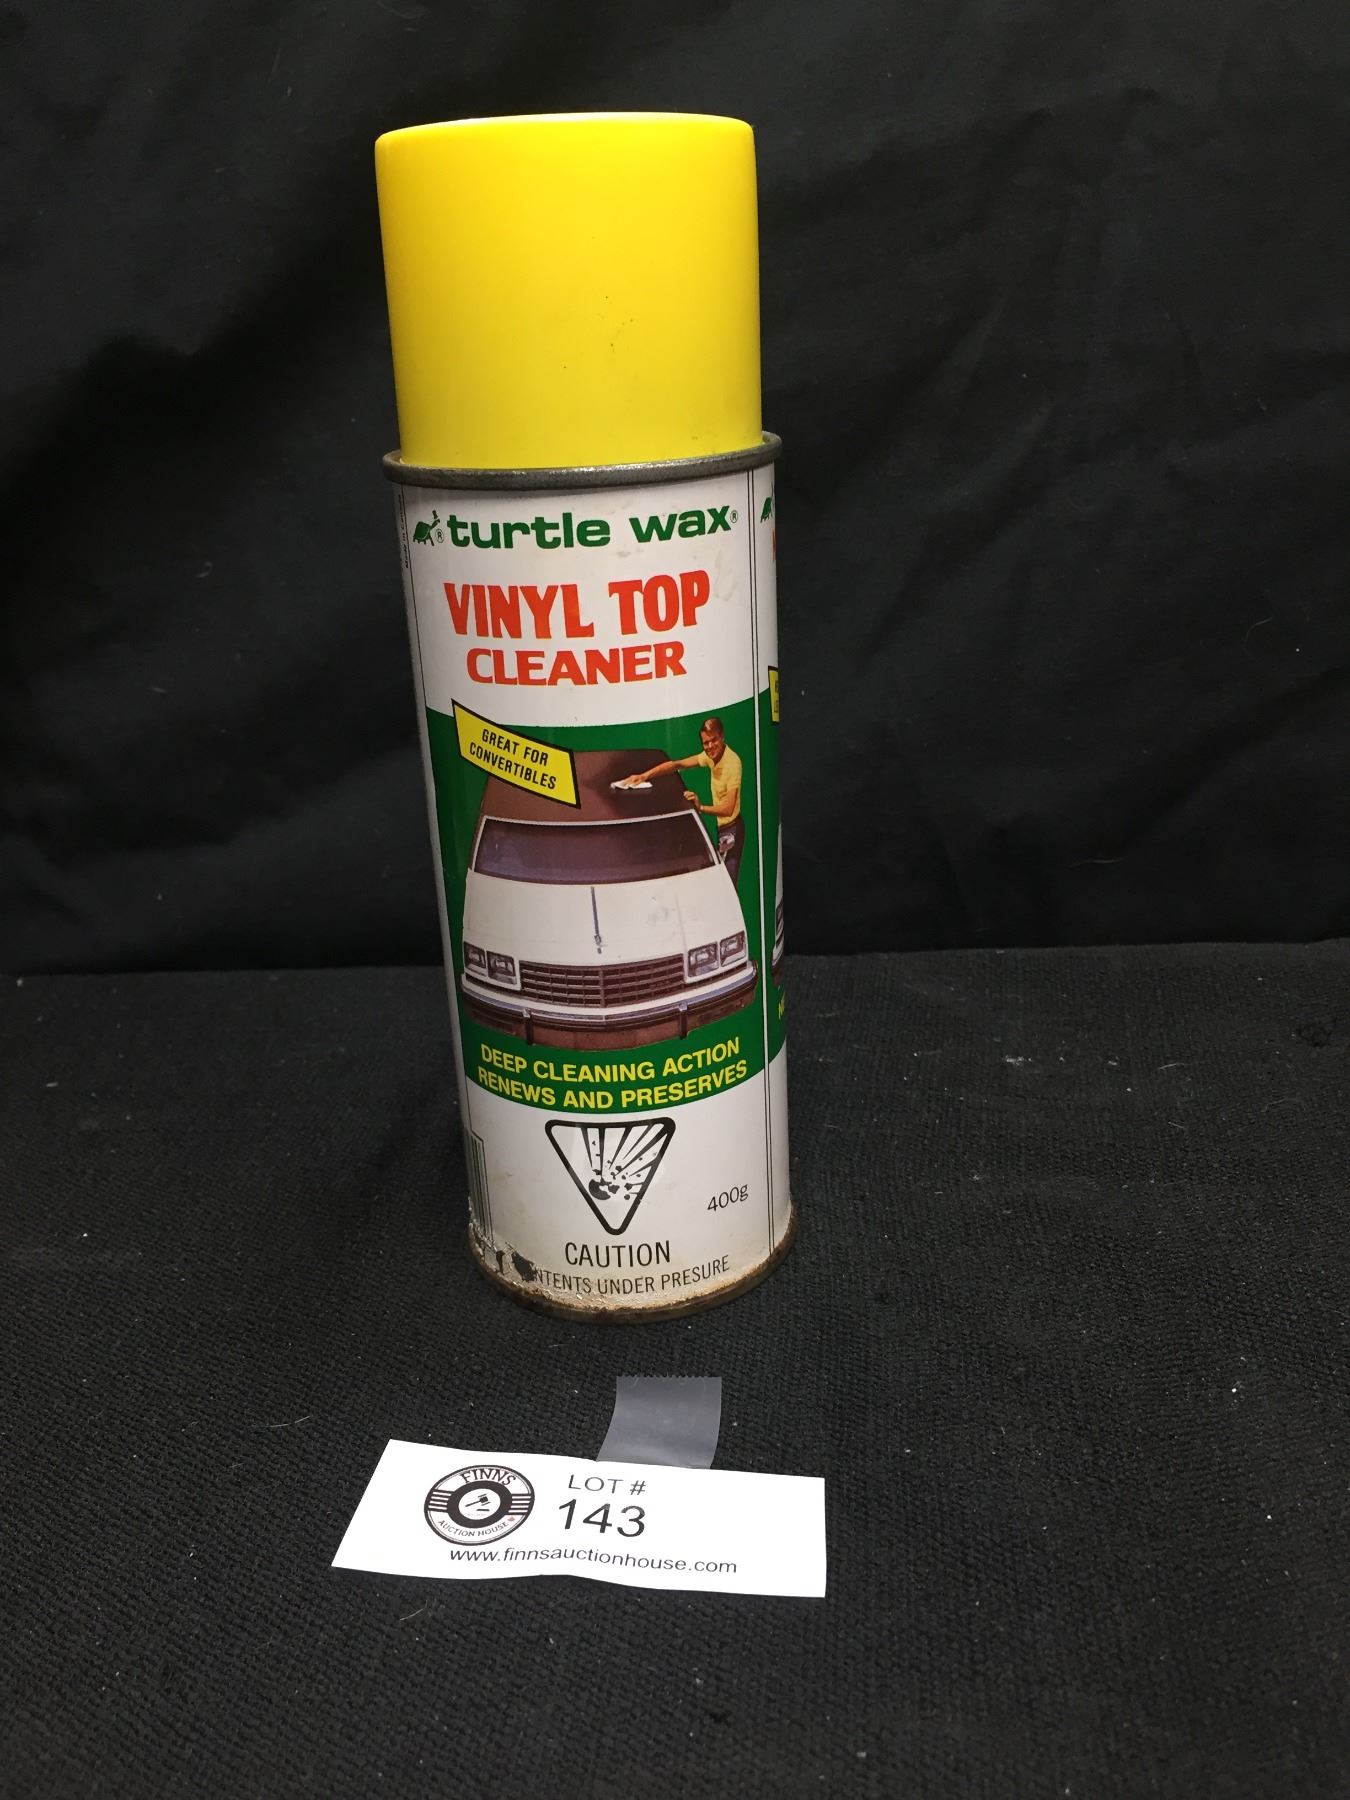 turtle wax®
VINYL TOP
CLEANER
GREAT FOR
CONVERTIBLES
DEEP CLEANING ACTION
RENEWS AND PRESERVES
400g
CAUTION
NTENTS UNDER PRESURE
FINNS
AUCTION HOUSE
LOT #
143
www.finnsauctionhouse.com